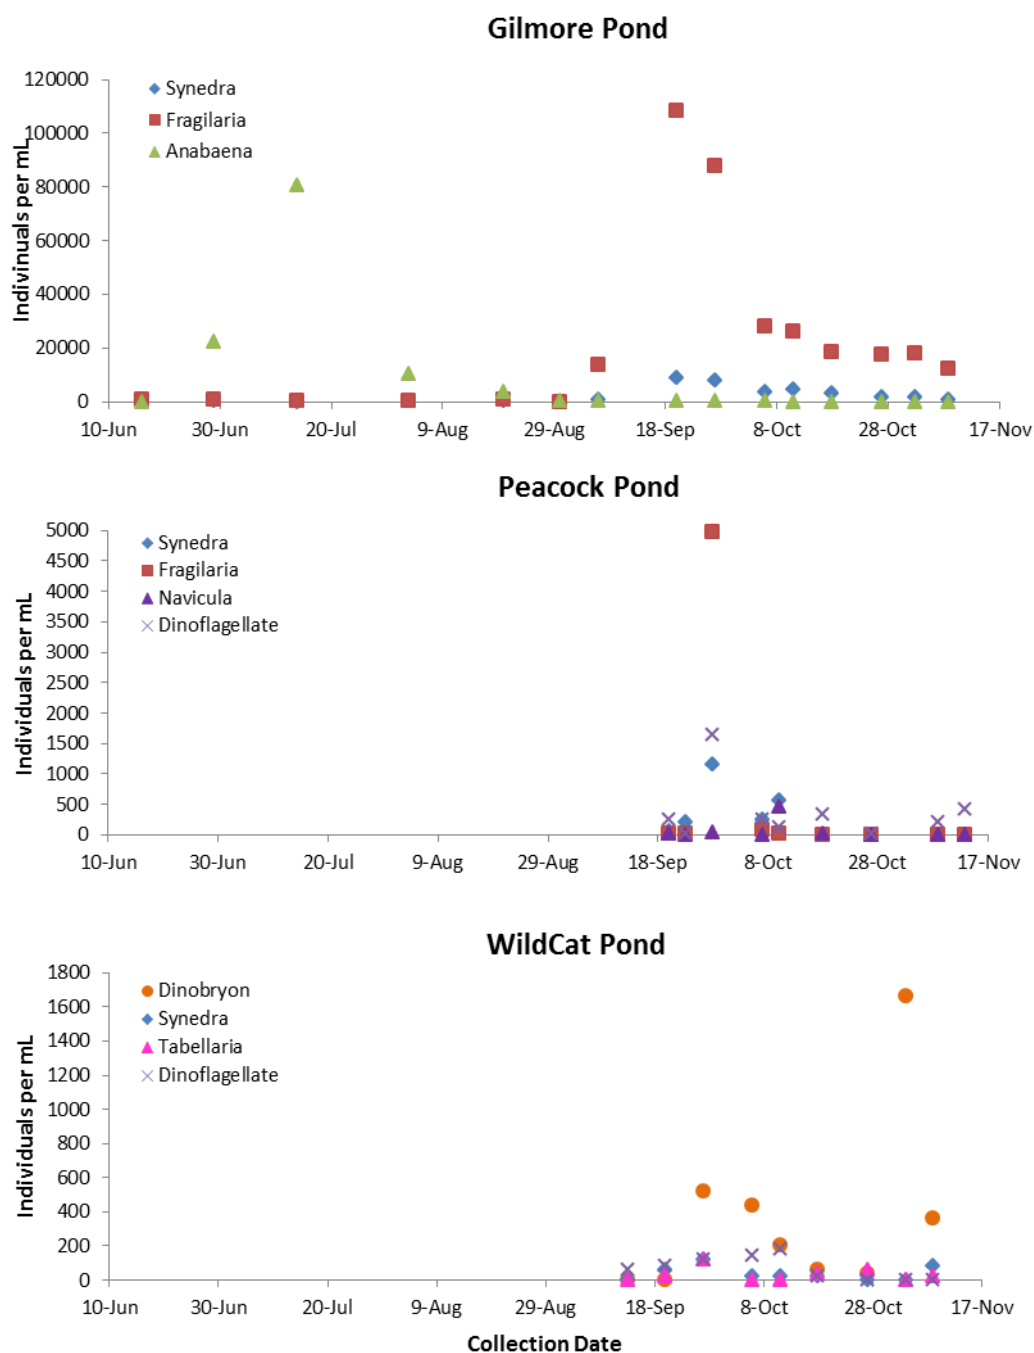 Gilmore Pond
Indivinuals per mL
120000
100000
80000
60000
40000
20000
0
Synedra
Fragilaria
Anabaena
10-Jun 30-Jun 20-Jul 9-Aug 29-Aug 18-Sep 8-Oct 28-Oct 17-Nov
Peacock Pond
Individuals per mL
5000
4500
4000
3500
3000
2500
2000
1500
1000
500
0
Synedra
Fragilaria
Navicula
Dinoflagellate
10-Jun 30-Jun 20-Jul 9-Aug 29-Aug 18-Sep 8-Oct 28-Oct 17-Nov
WildCat Pond
Individuals per mL
1800
1600
1400
1200
1000
800
600
400
200
0
Dinobryon
Synedra
Tabellaria
Dinoflagellate
10-Jun 30-Jun 20-Jul 9-Aug 29-Aug 18-Sep 8-Oct 28-Oct 17-Nov
Collection Date